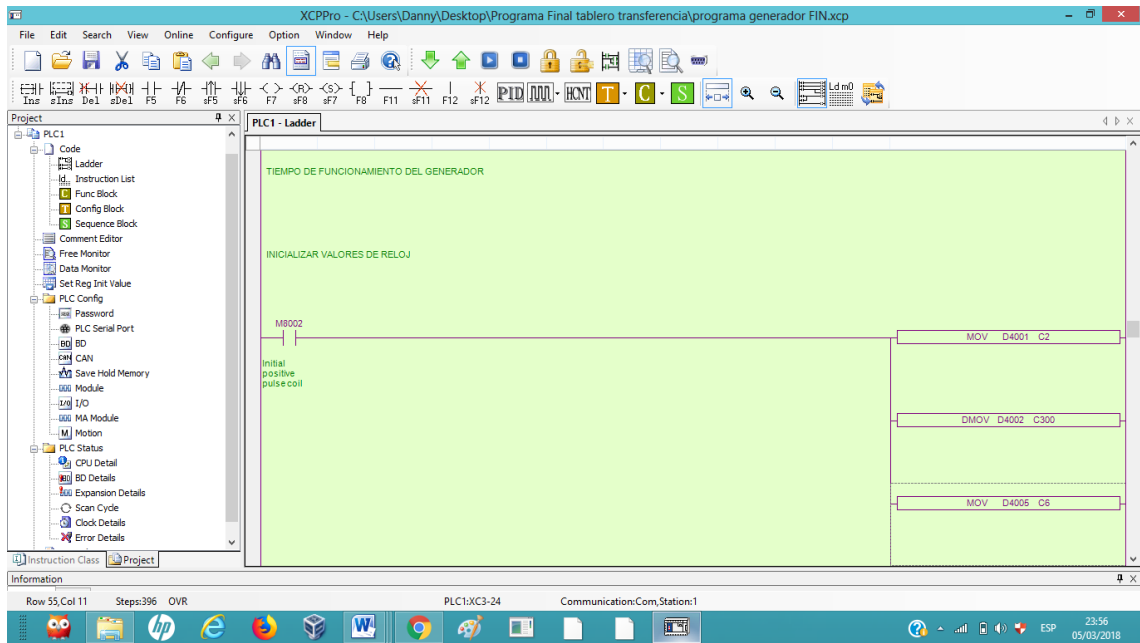 XCPPro - C:\Users\Danny\Desktop\Programa Final tablero transferencia\programa generador FIN.xcp
File Edit Search View Online Configure Option Window Help
Ins sIns Del sDel F5 F6 sF5 sF6 F7 sF8 sF7 F8 F11 sF11 F12 sF12 PID HCNT T C S Ld m0
Project
PLC1 - Ladder
PLC1
Code
Ladder
Instruction List
Func Block
Config Block
Sequence Block
Comment Editor
Free Monitor
Data Monitor
Set Reg Init Value
PLC Config
Password
PLC Serial Port
BD BD
CAN CAN
Save Hold Memory
Module
I/O I/O
MA Module
M Motion
PLC Status
CPU Detail
BD Details
Expansion Details
Scan Cycle
Clock Details
Error Details
Instruction Class Project
TIEMPO DE FUNCIONAMIENTO DEL GENERADOR
INICIALIZAR VALORES DE RELOJ
M8002
Initial
positive
pulse coil
MOV D4001 C2
DMOV D4002 C300
MOV D4005 C6
Information
Row 55,Col 11 Steps:396 OVR PLC1:XC3-24 Communication:Com,Station:1
ESP
23:56
05/03/2018